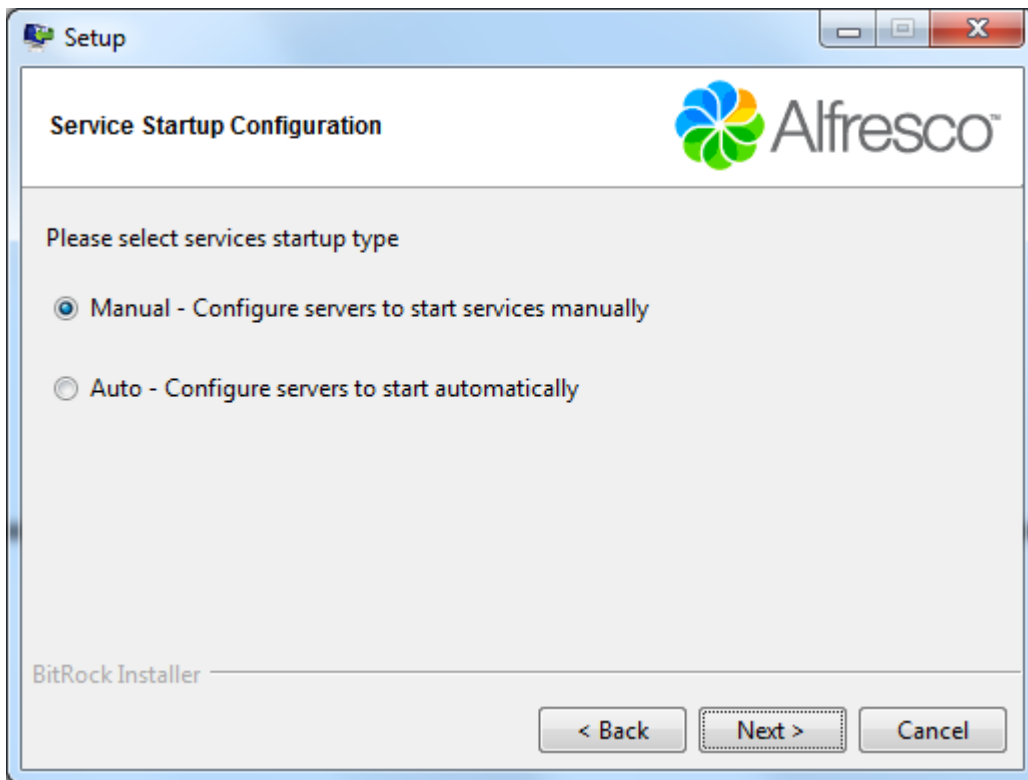 Setup
Service Startup Configuration
Alfresco™
Please select services startup type
Manual - Configure servers to start services manually
Auto - Configure servers to start automatically
BitRock Installer
< Back
Next >
Cancel